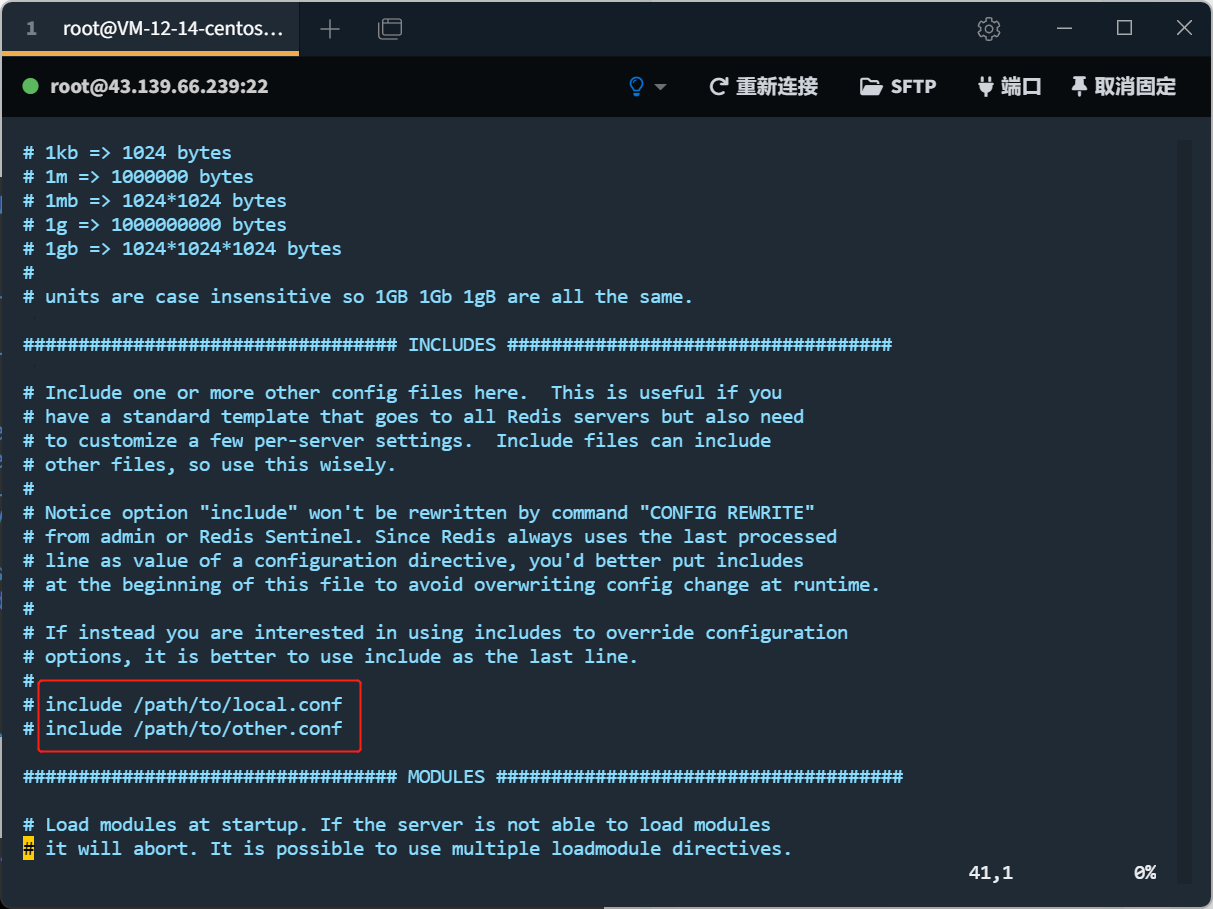 1 root@VM-12-14-centos...
root@43.139.66.239:22 重新连接 SFTP 端口 取消固定
# 1kb => 1024 bytes
# 1m => 1000000 bytes
# 1mb => 1024*1024 bytes
# 1g => 1000000000 bytes
# 1gb => 1024*1024*1024 bytes
#
# units are case insensitive so 1GB 1Gb 1gB are all the same.
################################## INCLUDES ###################################
# Include one or more other config files here.  This is useful if you
# have a standard template that goes to all Redis servers but also need
# to customize a few per-server settings.  Include files can include
# other files, so use this wisely.
#
# Notice option "include" won't be rewritten by command "CONFIG REWRITE"
# from admin or Redis Sentinel. Since Redis always uses the last processed
# line as value of a configuration directive, you'd better put includes
# at the beginning of this file to avoid overwriting config change at runtime.
#
# If instead you are interested in using includes to override configuration
# options, it is better to use include as the last line.
#
# include /path/to/local.conf
# include /path/to/other.conf
################################## MODULES #####################################
# Load modules at startup. If the server is not able to load modules
# it will abort. It is possible to use multiple loadmodule directives.
41,1 0%